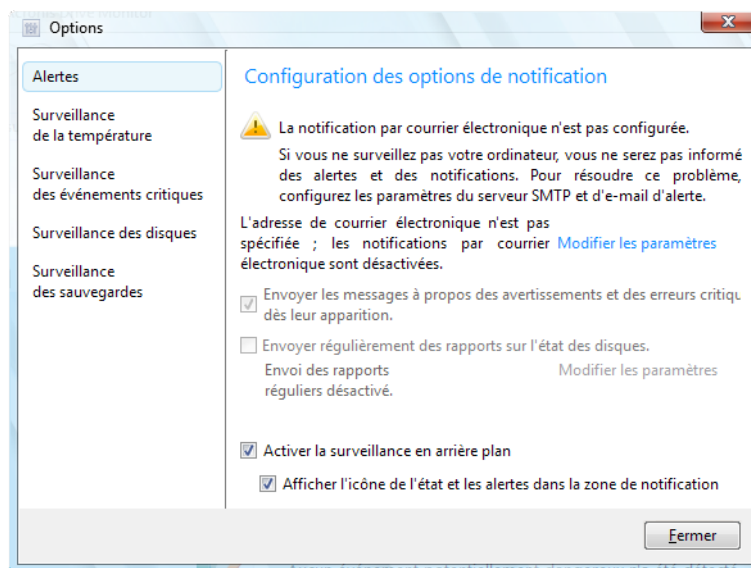 Options
Alertes
Surveillance
de la température
Surveillance
des événements critiques
Surveillance des disques
Surveillance
des sauvegardes
Configuration des options de notification
La notification par courrier électronique n'est pas configurée.
Si vous ne surveillez pas votre ordinateur, vous ne serez pas informé
des alertes et des notifications. Pour résoudre ce problème,
configurez les paramètres du serveur SMTP et d'e-mail d'alerte.
L'adresse de courrier électronique n'est pas
spécifiée ; les notifications par courrier Modifier les paramètres
électronique sont désactivées.
Envoyer les messages à propos des avertissements et des erreurs critiqu
dès leur apparition.
Envoyer régulièrement des rapports sur l'état des disques.
Envoi des rapports Modifier les paramètres
réguliers désactivé.
Activer la surveillance en arrière plan
Afficher l'icône de l'état et les alertes dans la zone de notification
Fermer